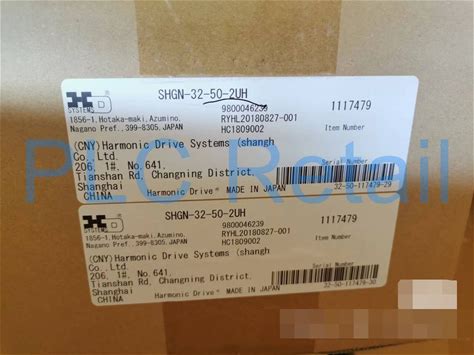 SHGN-32-50-2UH
HD
SYSTEMS
9800046239
1117479
1856-1,Hotaka-maki,Azumino,
RYHL20180827-001
Nagano Pref.,399-8305.JAPAN
HC1809002
Item Number
(CNY)Harmonic Drive Systems (shangh
Co., Ltd.
206, 1#, No.641,
Tianshan Rd, Changning District,
Shanghai
Serial Number
CHINA
Harmonic Drive® MADE IN JAPAN
32-50-117479-29
PLC Retail
SHGN-32-50-2UH
HD
SYSTEMS
9800046239
1117479
1856-1,Hotaka-maki,Azumino,
RYHL20180827-001
Nagano Pref.,399-8305.JAPAN
HC1809002
Item Number
(CNY)Harmonic Drive Systems (shangh
Co., Ltd.
206, 1#, No.641,
Tianshan Rd, Changning District,
Shanghai
Serial Number
CHINA
Harmonic Drive® MADE IN JAPAN
32-50-117479-30